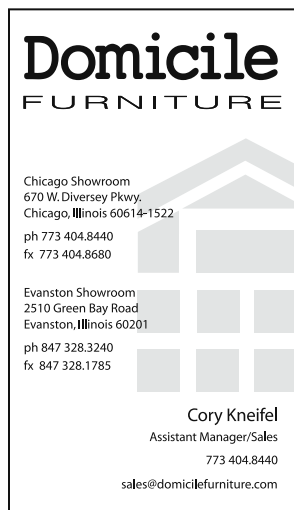 Domicile
FURNITURE
Chicago Showroom
670 W. Diversey Pkwy.
Chicago, Illinois 60614-1522
ph 773 404.8440
fx 773 404.8680
Evanston Showroom
2510 Green Bay Road
Evanston, Illinois 60201
ph 847 328.3240
fx 847 328.1785
Cory Kneifel
Assistant Manager/Sales
773 404.8440
sales@domicilefurniture.com